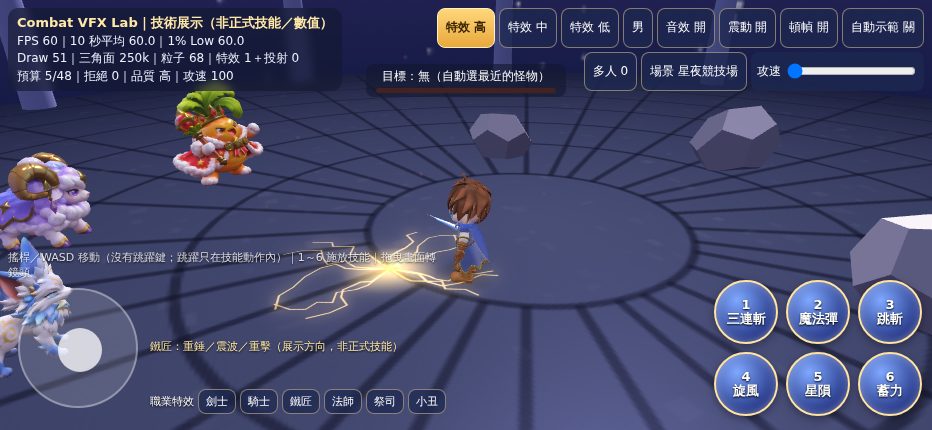 Combat VFX Lab｜技術展示（非正式技能／數值）
FPS 60｜10 秒平均 60.0｜1% Low 60.0
Draw 51｜三角面 250k｜粒子 68｜特效 1＋投射 0
預算 5/48｜拒絕 0｜品質 高｜攻速 100
特效 高
特效 中
特效 低
男
音效 開
震動 開
頓幀 開
自動示範 關
目標：無（自動選最近的怪物）
多人 0
場景 星夜競技場
攻速
搖桿／WASD 移動（沒有跳躍鍵；跳躍只在技能動作內）｜1～6 施放技能｜拖曳畫面轉
鏡頭
1
三連斬
2
魔法彈
3
跳斬
鐵匠：重錘／震波／重擊（展示方向，非正式技能）
4
旋風
5
星隕
6
蓄力
職業特效
劍士
騎士
鐵匠
法師
祭司
小丑